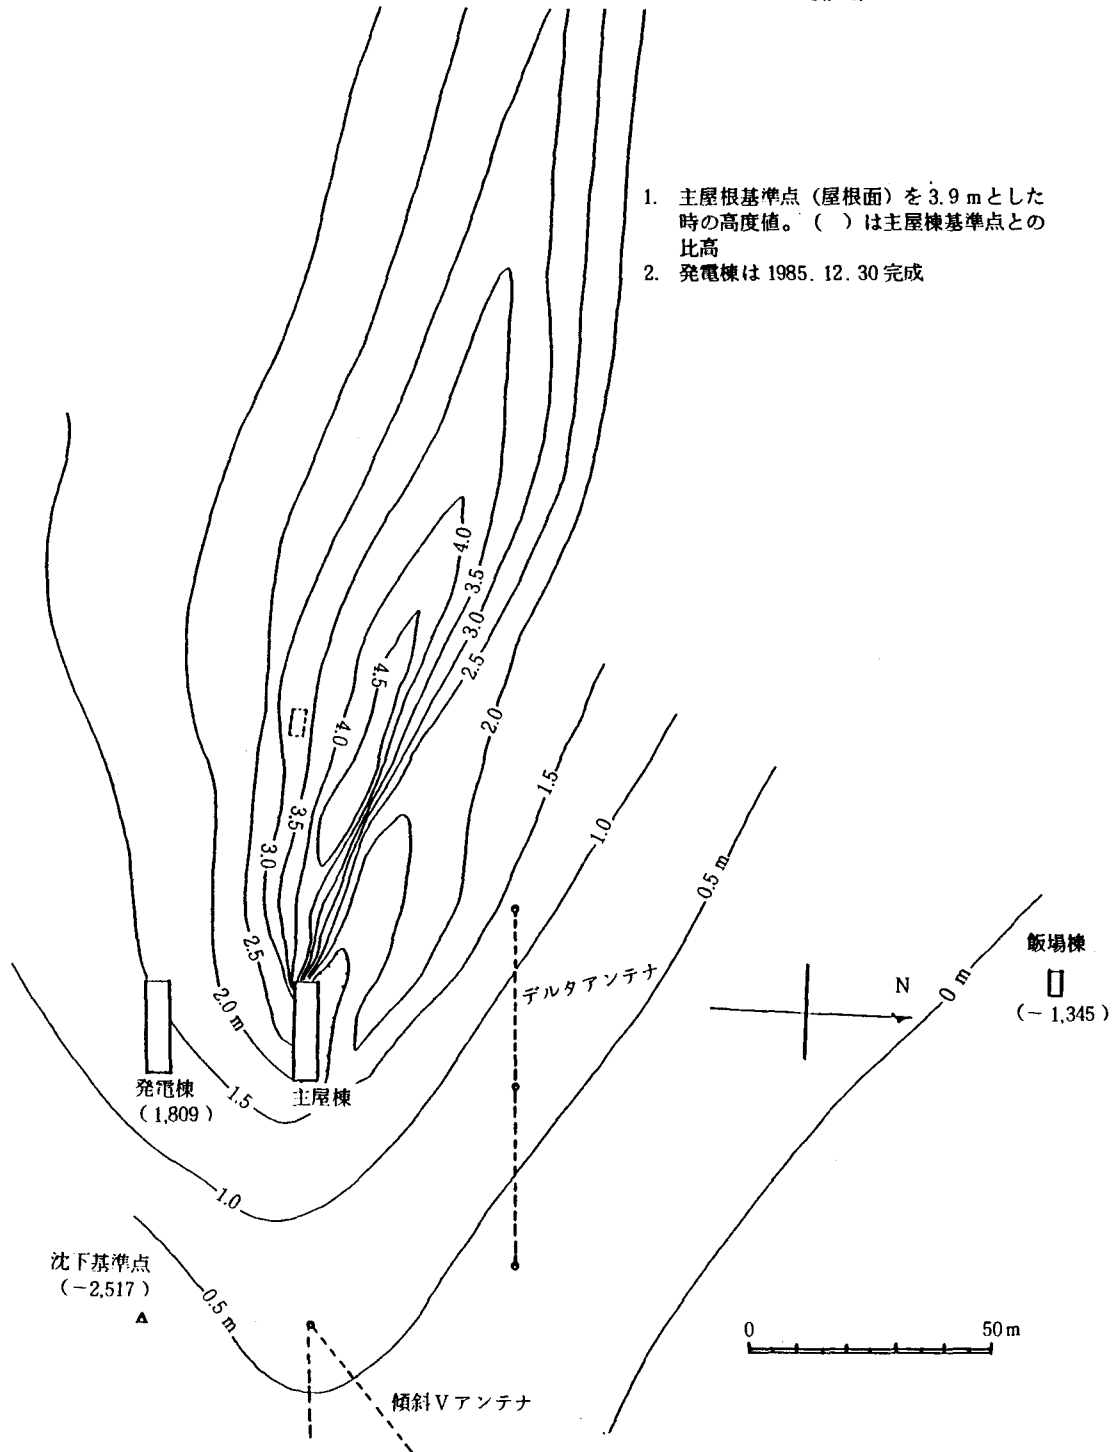 1. 主屋根基準点（屋根面）を3.9mとした
時の高度値。（　）は主屋棟基準点との
比高
2. 発電棟は1985.12.30完成
4.0
3.5
3.0
2.5
4.5
2.0
4.0
1.5
3.5
1.0
3.0
0.5 m
2.5
飯場棟
N
0 m
(－1,345)
デルタアンテナ
2.0 m
発電棟
(1,809)
1.5
主屋棟
1.0
沈下基準点
(－2,517)
0.5 m
0
50m
傾斜Vアンテナ